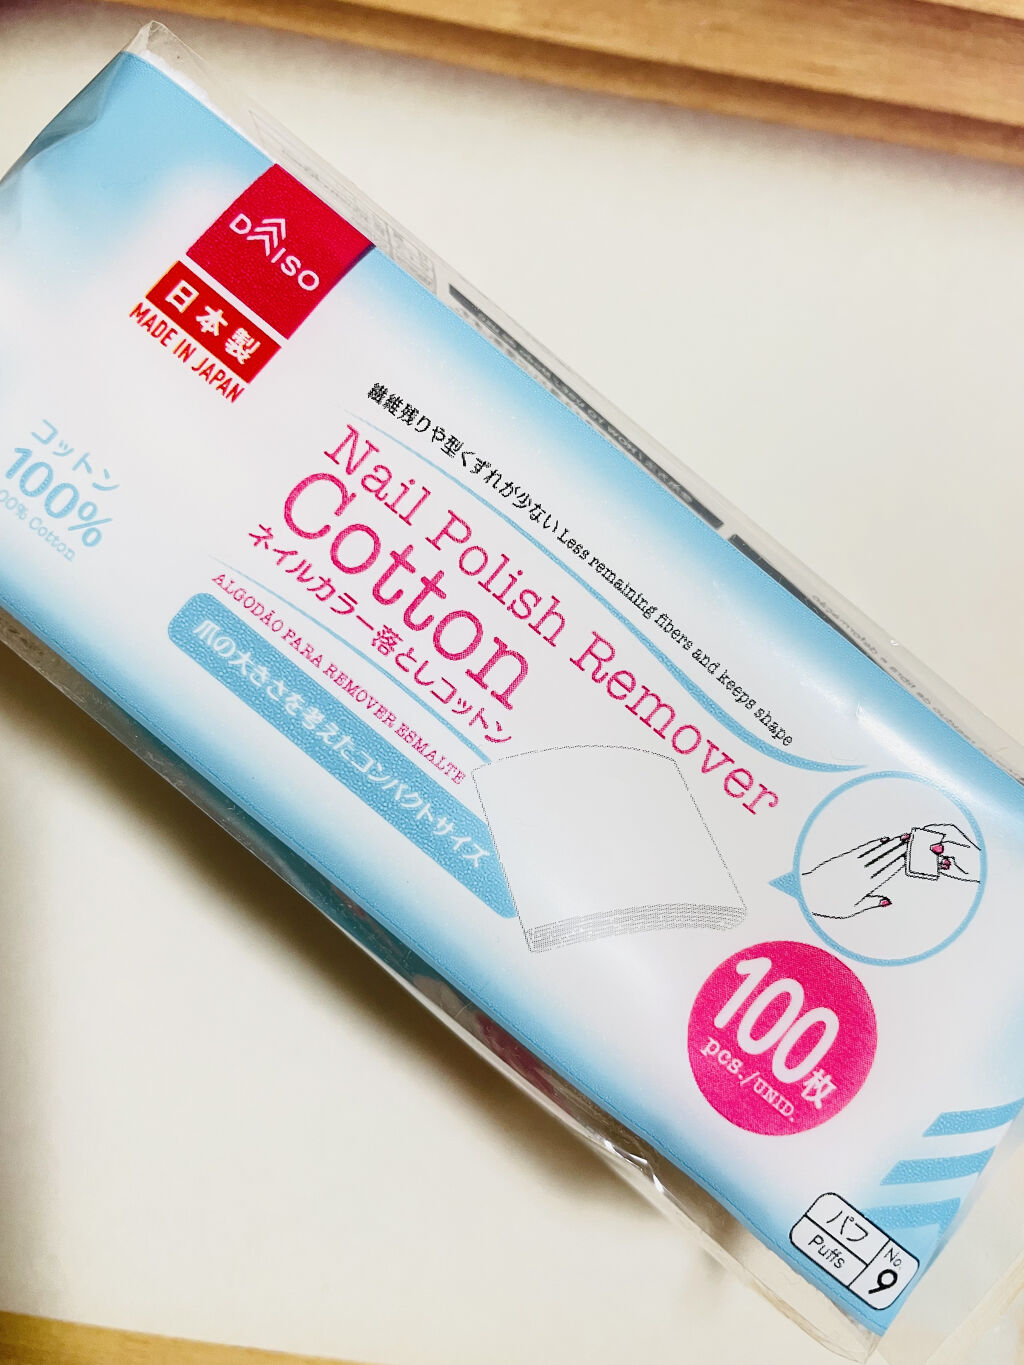 DAISO
日本製
MADE IN JAPAN
コットン
100%
00% Cotton
繊維残りや型くずれが少ない Less remaining fibers and keeps shape
Nail Polish Remover
Cotton
ネイルカラー落としコットン
ALGODÃO PARA REMOVER ESMALTE
爪の大きさを考えたコンパクトサイズ
100枚
pcs./UNID.
パフ
Puffs
No.
9